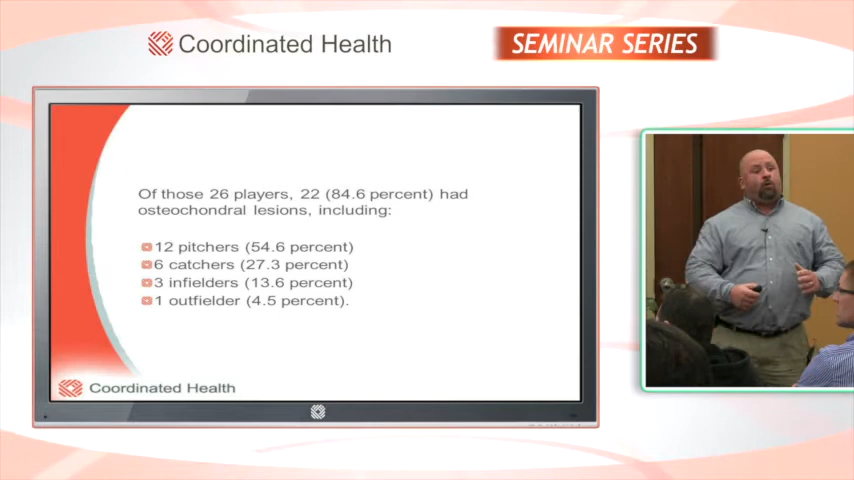 Coordinated Health
SEMINAR SERIES
Of those 26 players, 22 (84.6 percent) had
osteochondral lesions, including:
12 pitchers (54.6 percent)
6 catchers (27.3 percent)
3 infielders (13.6 percent)
1 outfielder (4.5 percent).
Coordinated Health